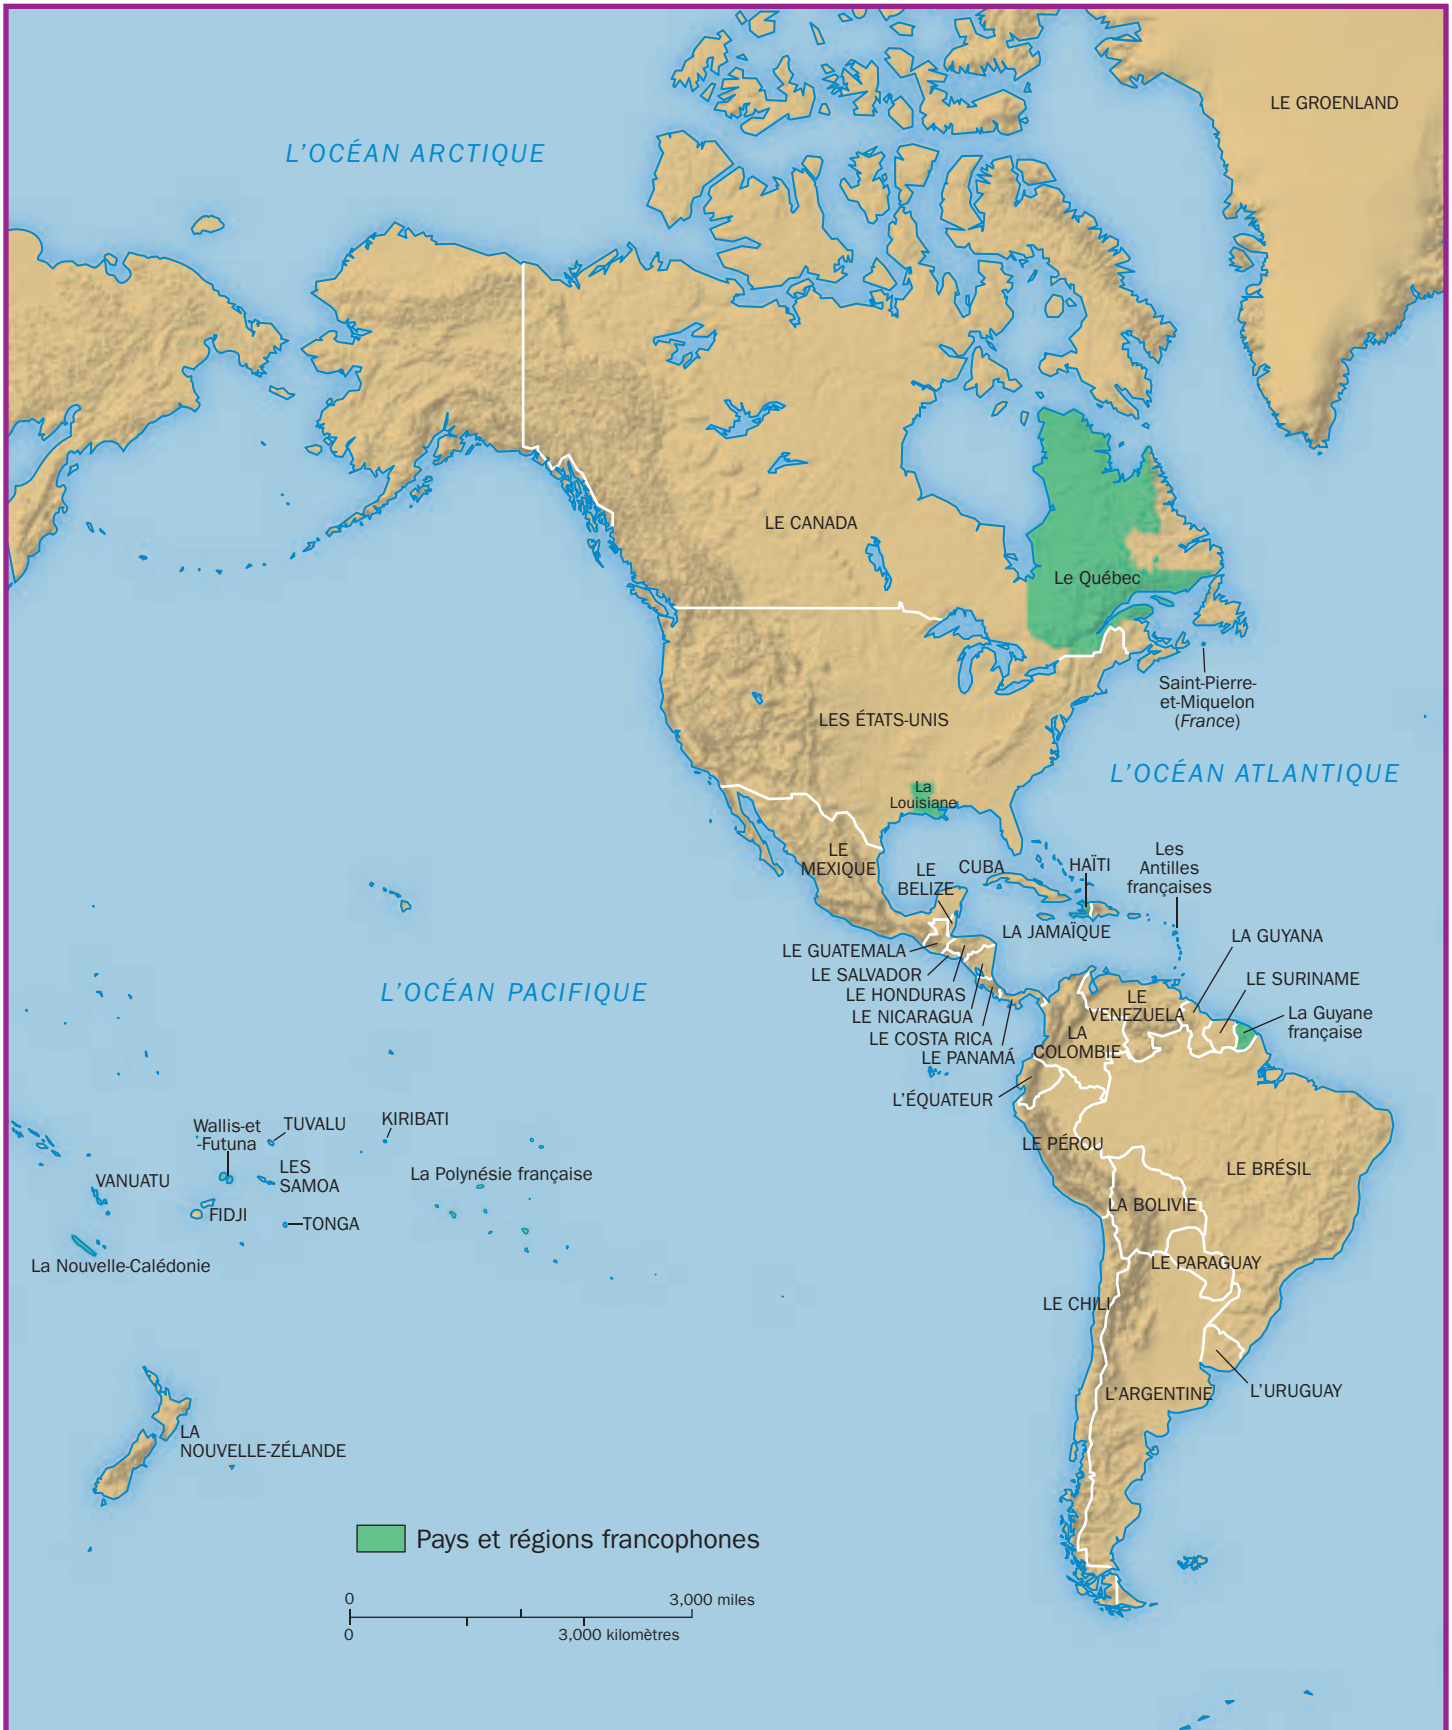 LE GROENLAND
L'OCÉAN ARCTIQUE
LE CANADA
Le Québec
Saint-Pierre-
et-Miquelon
(France)
LES ÉTATS-UNIS
L'OCÉAN ATLANTIQUE
La
Louisiane
LE
MEXIQUE
LE
BELIZE
CUBA
HAÏTI
Les
Antilles
françaises
LA JAMAÏQUE
LA GUYANA
LE GUATEMALA
LE SALVADOR
LE HONDURAS
LE NICARAGUA
LE COSTA RICA
LE PANAMÁ
LE SURINAME
La Guyane
française
LE
VENEZUELA
LA
COLOMBIE
L'OCÉAN PACIFIQUE
L'ÉQUATEUR
LE PÉROU
LE BRÉSIL
LA BOLIVIE
LE PARAGUAY
LE CHILI
L'ARGENTINE
L'URUGUAY
Wallis-et
-Futuna
TUVALU
KIRIBATI
VANUATU
LES
SAMOA
La Polynésie française
FIDJI
TONGA
La Nouvelle-Calédonie
LA
NOUVELLE-ZÉLANDE
Pays et régions francophones
0
3,000 miles
0
3,000 kilomètres